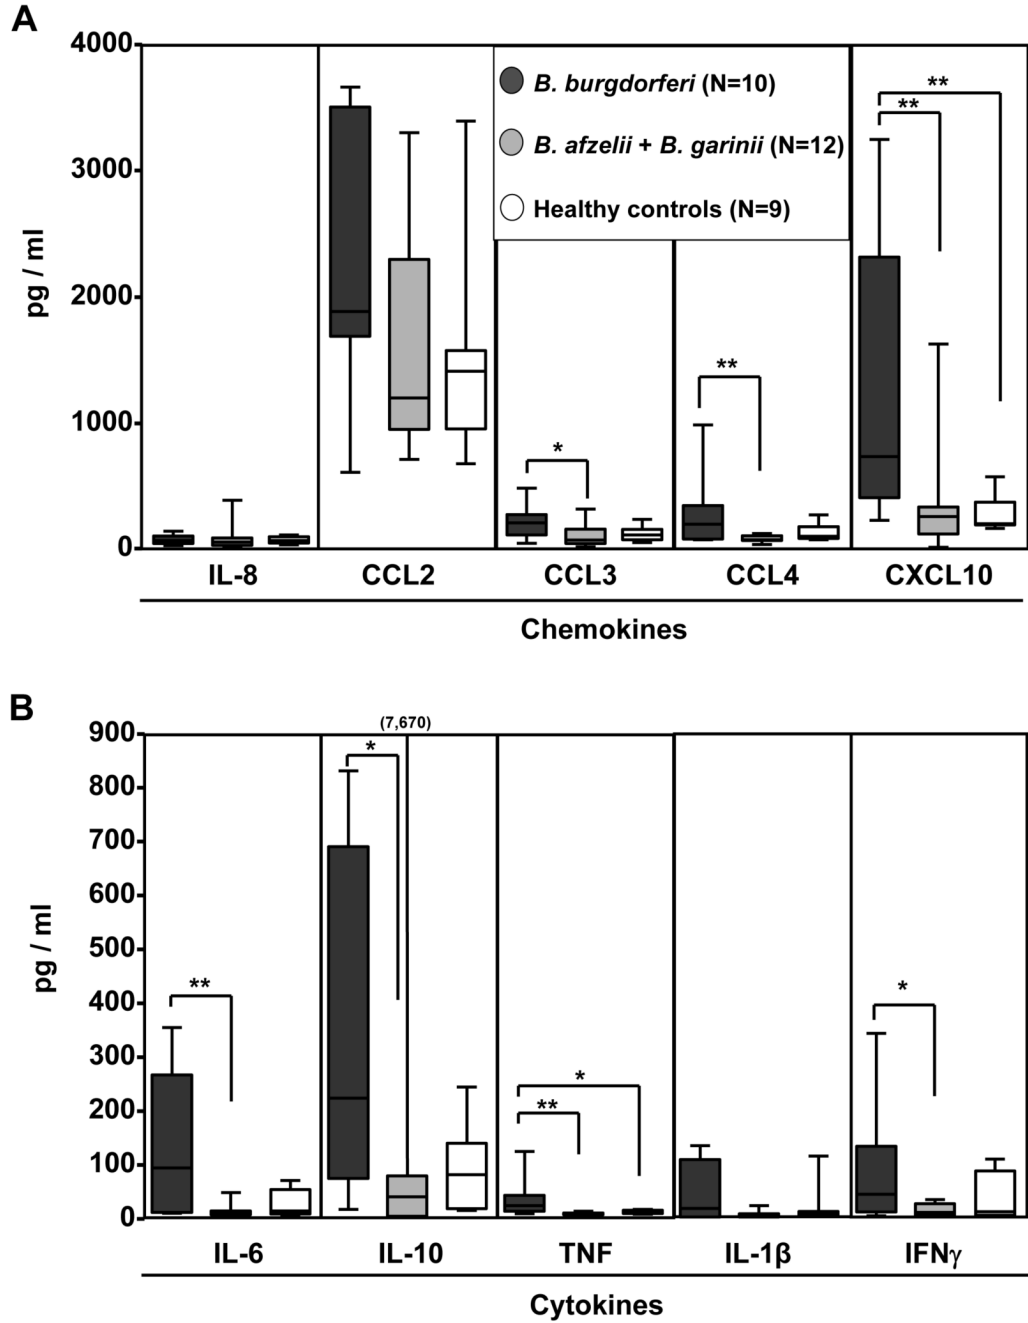 A
4000
3000
2000
1000
0
pg / ml
B. burgdorferi (N=10)
B. afzelii + B. garinii (N=12)
Healthy controls (N=9)
*
**
**
**
IL-8 CCL2 CCL3 CCL4 CXCL10
Chemokines
B
(7,670)
900
800
700
600
500
400
300
200
100
0
pg / ml
**
*
**
*
*
IL-6 IL-10 TNF IL-1β IFNγ
Cytokines